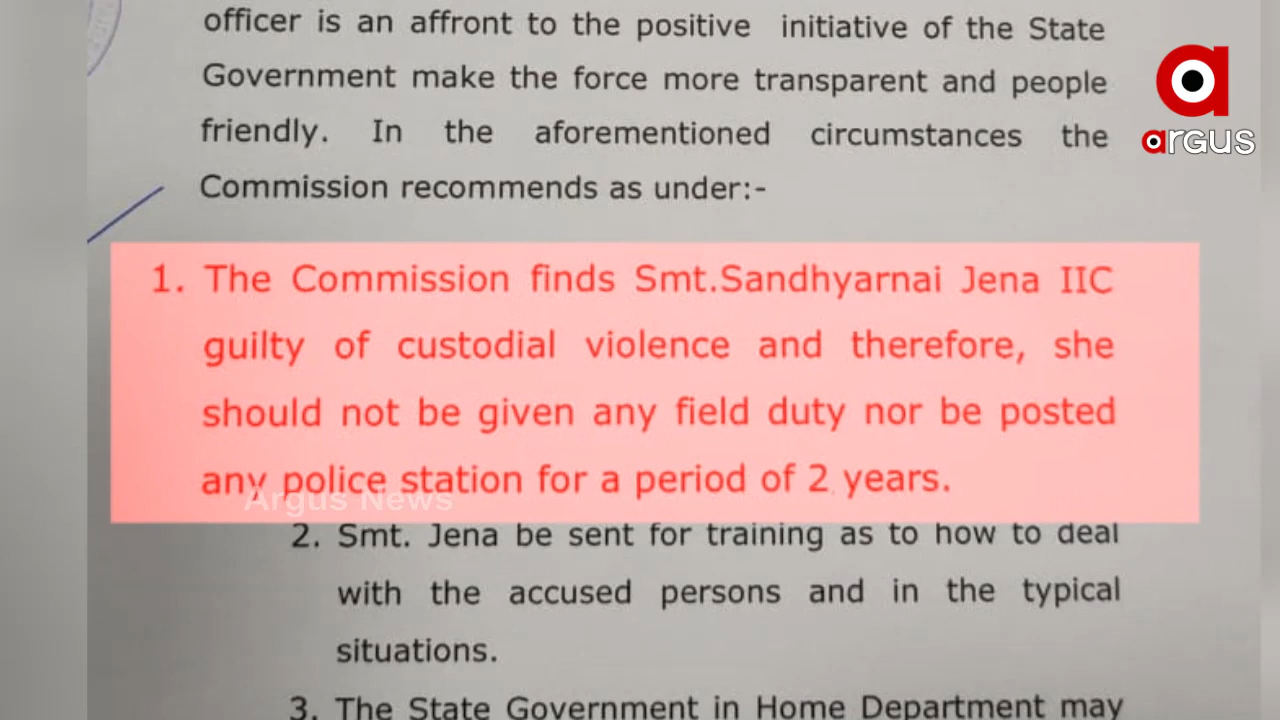 officer is an affront to the positive initiative of the State
Government make the force more transparent and people
friendly. In the aforementioned circumstances the
Commission recommends as under:-
argus
1. The Commission finds Smt.Sandhyarnai Jena IIC
guilty of custodial violence and therefore, she
should not be given any field duty nor be posted
any police station for a period of 2 years.
Argus News
2. Smt. Jena be sent for training as to how to deal
with the accused persons and in the typical
situations.
3. The State Government in Home Department may